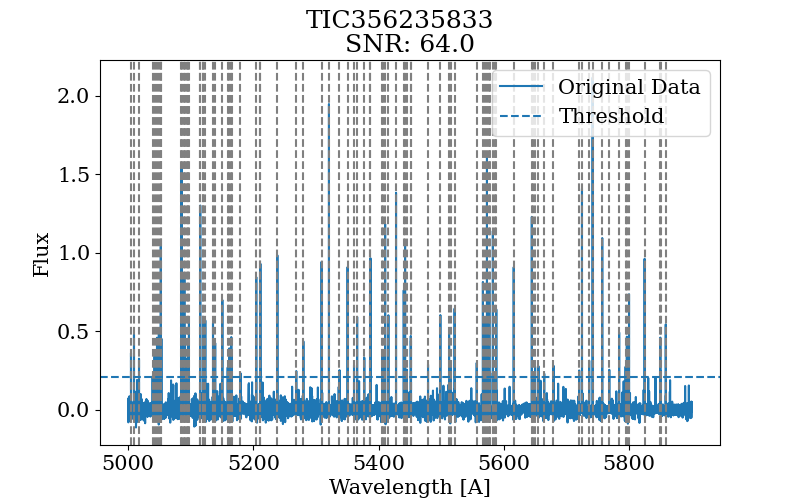 TIC356235833
SNR: 64.0
Original Data
Threshold
Flux
2.0
1.5
1.0
0.5
0.0
5000 5200 5400 5600 5800
Wavelength [A]